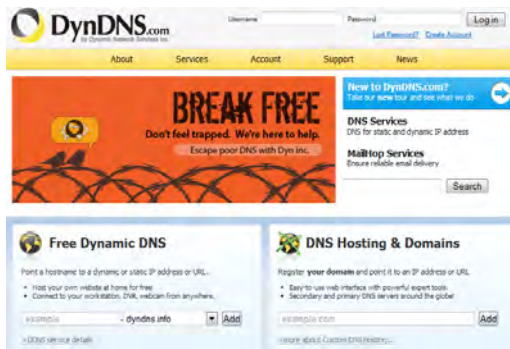 Username
Password
Log in
DynDNS.com
by Dynamic Network Services Inc.
Lost Password?
Create Account
About
Services
Account
Support
News
BREAK FREE
Don't feel trapped. We're here to help.
Escape poor DNS with Dyn inc.
New to DynDNS.com?
Take our new tour and see what we do
DNS Services
DNS for static and dynamic IP address
MailHop Services
Ensure reliable email delivery
Search
Free Dynamic DNS
Point a hostname to a dynamic or static IP address or URL.
• Host your own website at home for free
• Connect to your workstation, DVR, webcam from anywhere.
example
- dyndns.info
Add
DNS Hosting & Domains
Register your domain and point it to an IP address or URL
• Easy-to-use web interface with powerful expert tools.
• Secondary and primary DNS servers around the globe!
example.com
Add
› DDNS service details
› more about Custom DNS hosting...